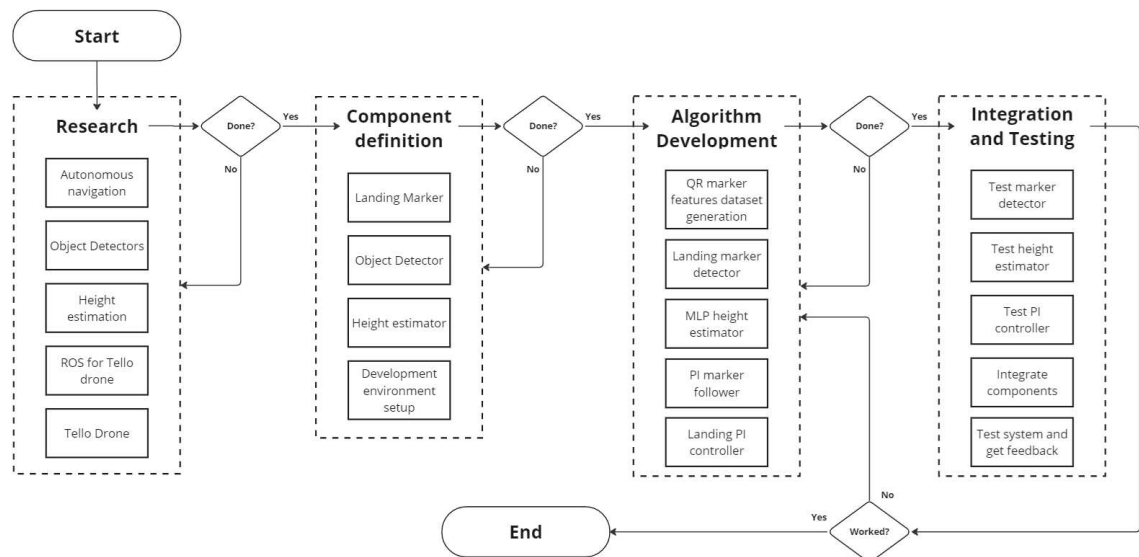 Start
Research
Autonomous
navigation
Object Detectors
Height
estimation
ROS for Tello
drone
Tello Drone
Done?
Yes
No
Component
definition
Landing Marker
Object Detector
Height estimator
Development
environment
setup
Done?
Yes
No
Algorithm
Development
QR marker
features dataset
generation
Landing marker
detector
MLP height
estimator
PI marker
follower
Landing PI
controller
Done?
Yes
No
Integration
and Testing
Test marker
detector
Test height
estimator
Test PI
controller
Integrate
components
Test system and
get feedback
Worked?
No
Yes
End